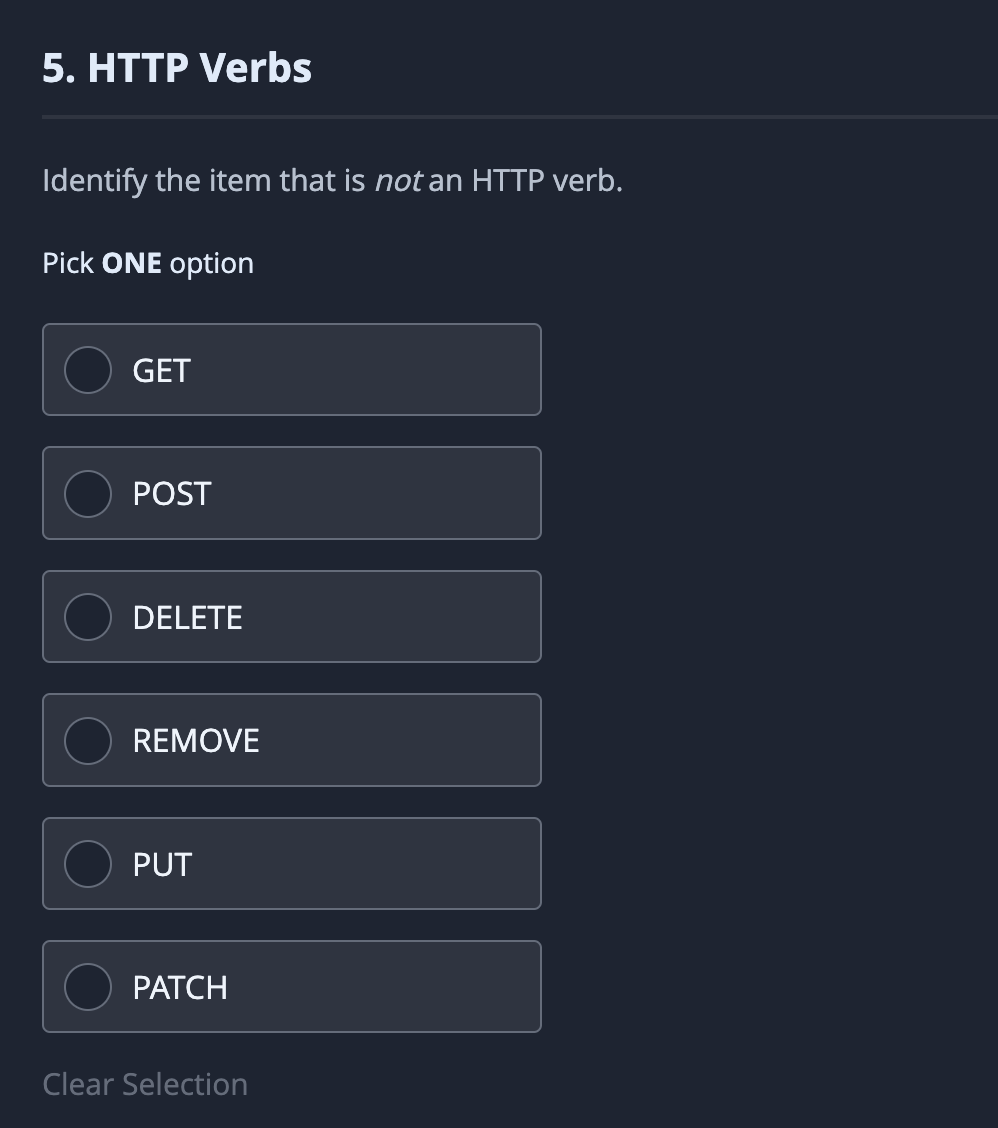 5. HTTP Verbs
Identify the item that is not an HTTP verb.
Pick ONE option
GET
POST
DELETE
REMOVE
PUT
PATCH
Clear Selection